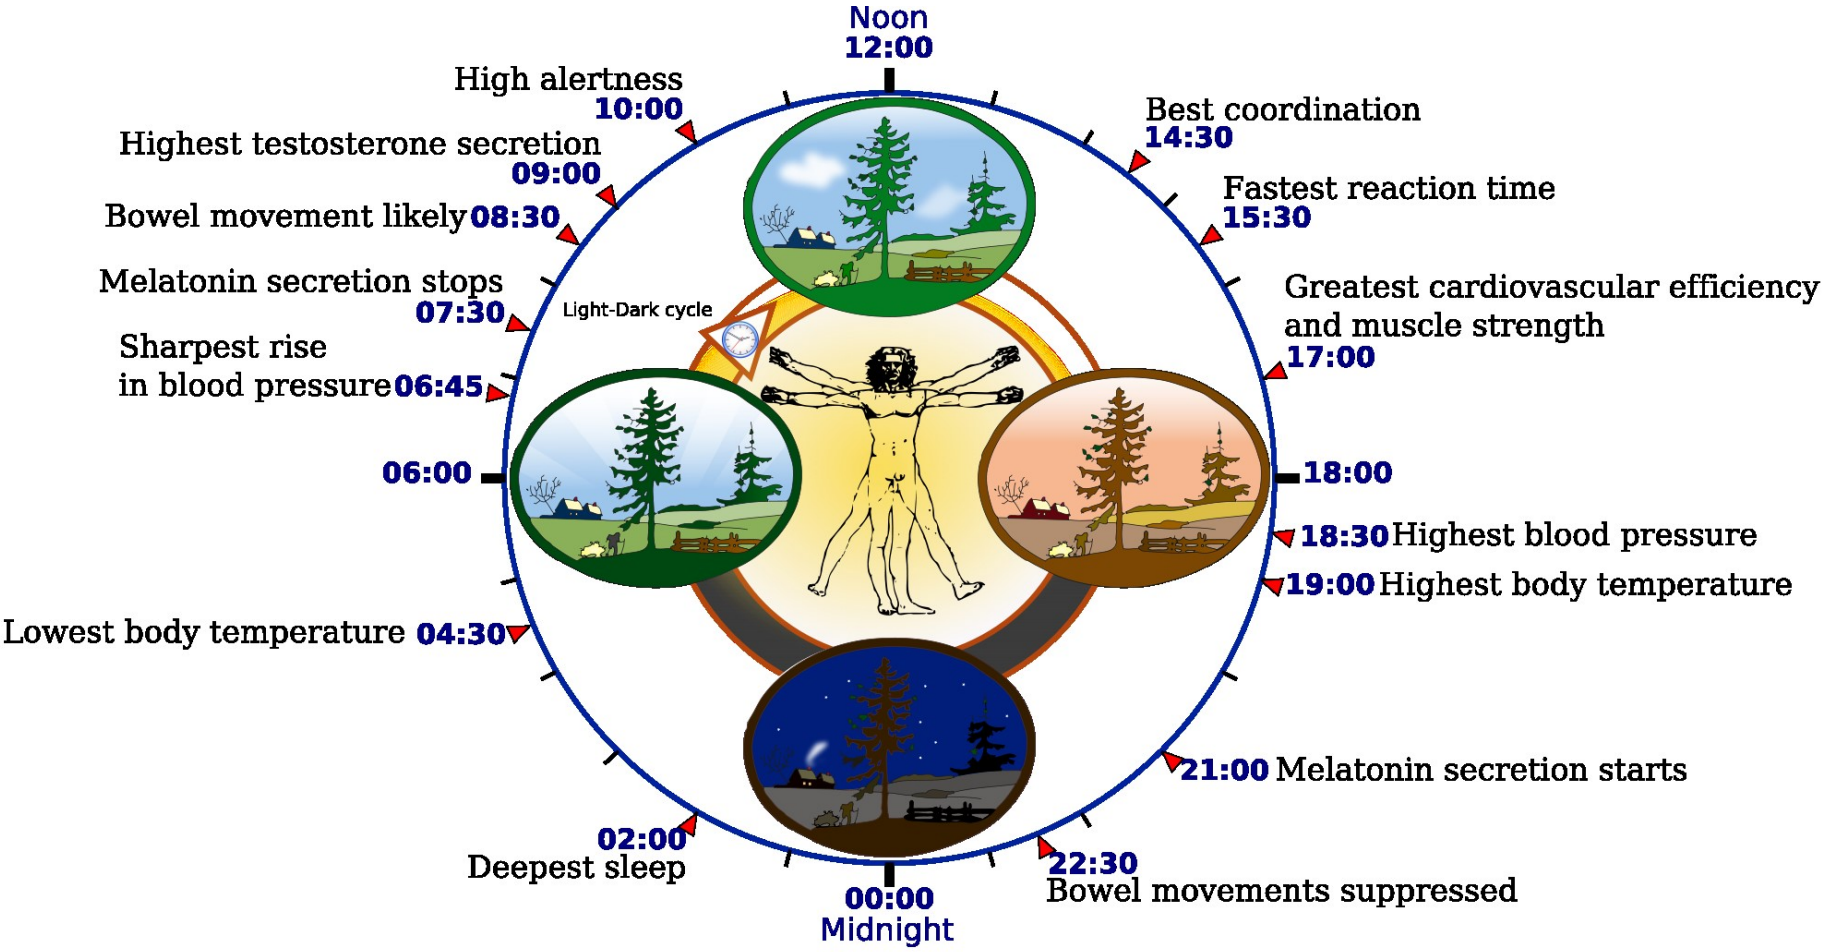 Noon
12:00
High alertness
10:00
Best coordination
14:30
Highest testosterone secretion
09:00
Fastest reaction time
15:30
Bowel movement likely 08:30
Melatonin secretion stops
07:30
Greatest cardiovascular efficiency
and muscle strength
17:00
Light-Dark cycle
Sharpest rise
in blood pressure 06:45
06:00
18:00
18:30 Highest blood pressure
19:00 Highest body temperature
Lowest body temperature 04:30
21:00 Melatonin secretion starts
02:00
Deepest sleep
22:30
Bowel movements suppressed
00:00
Midnight